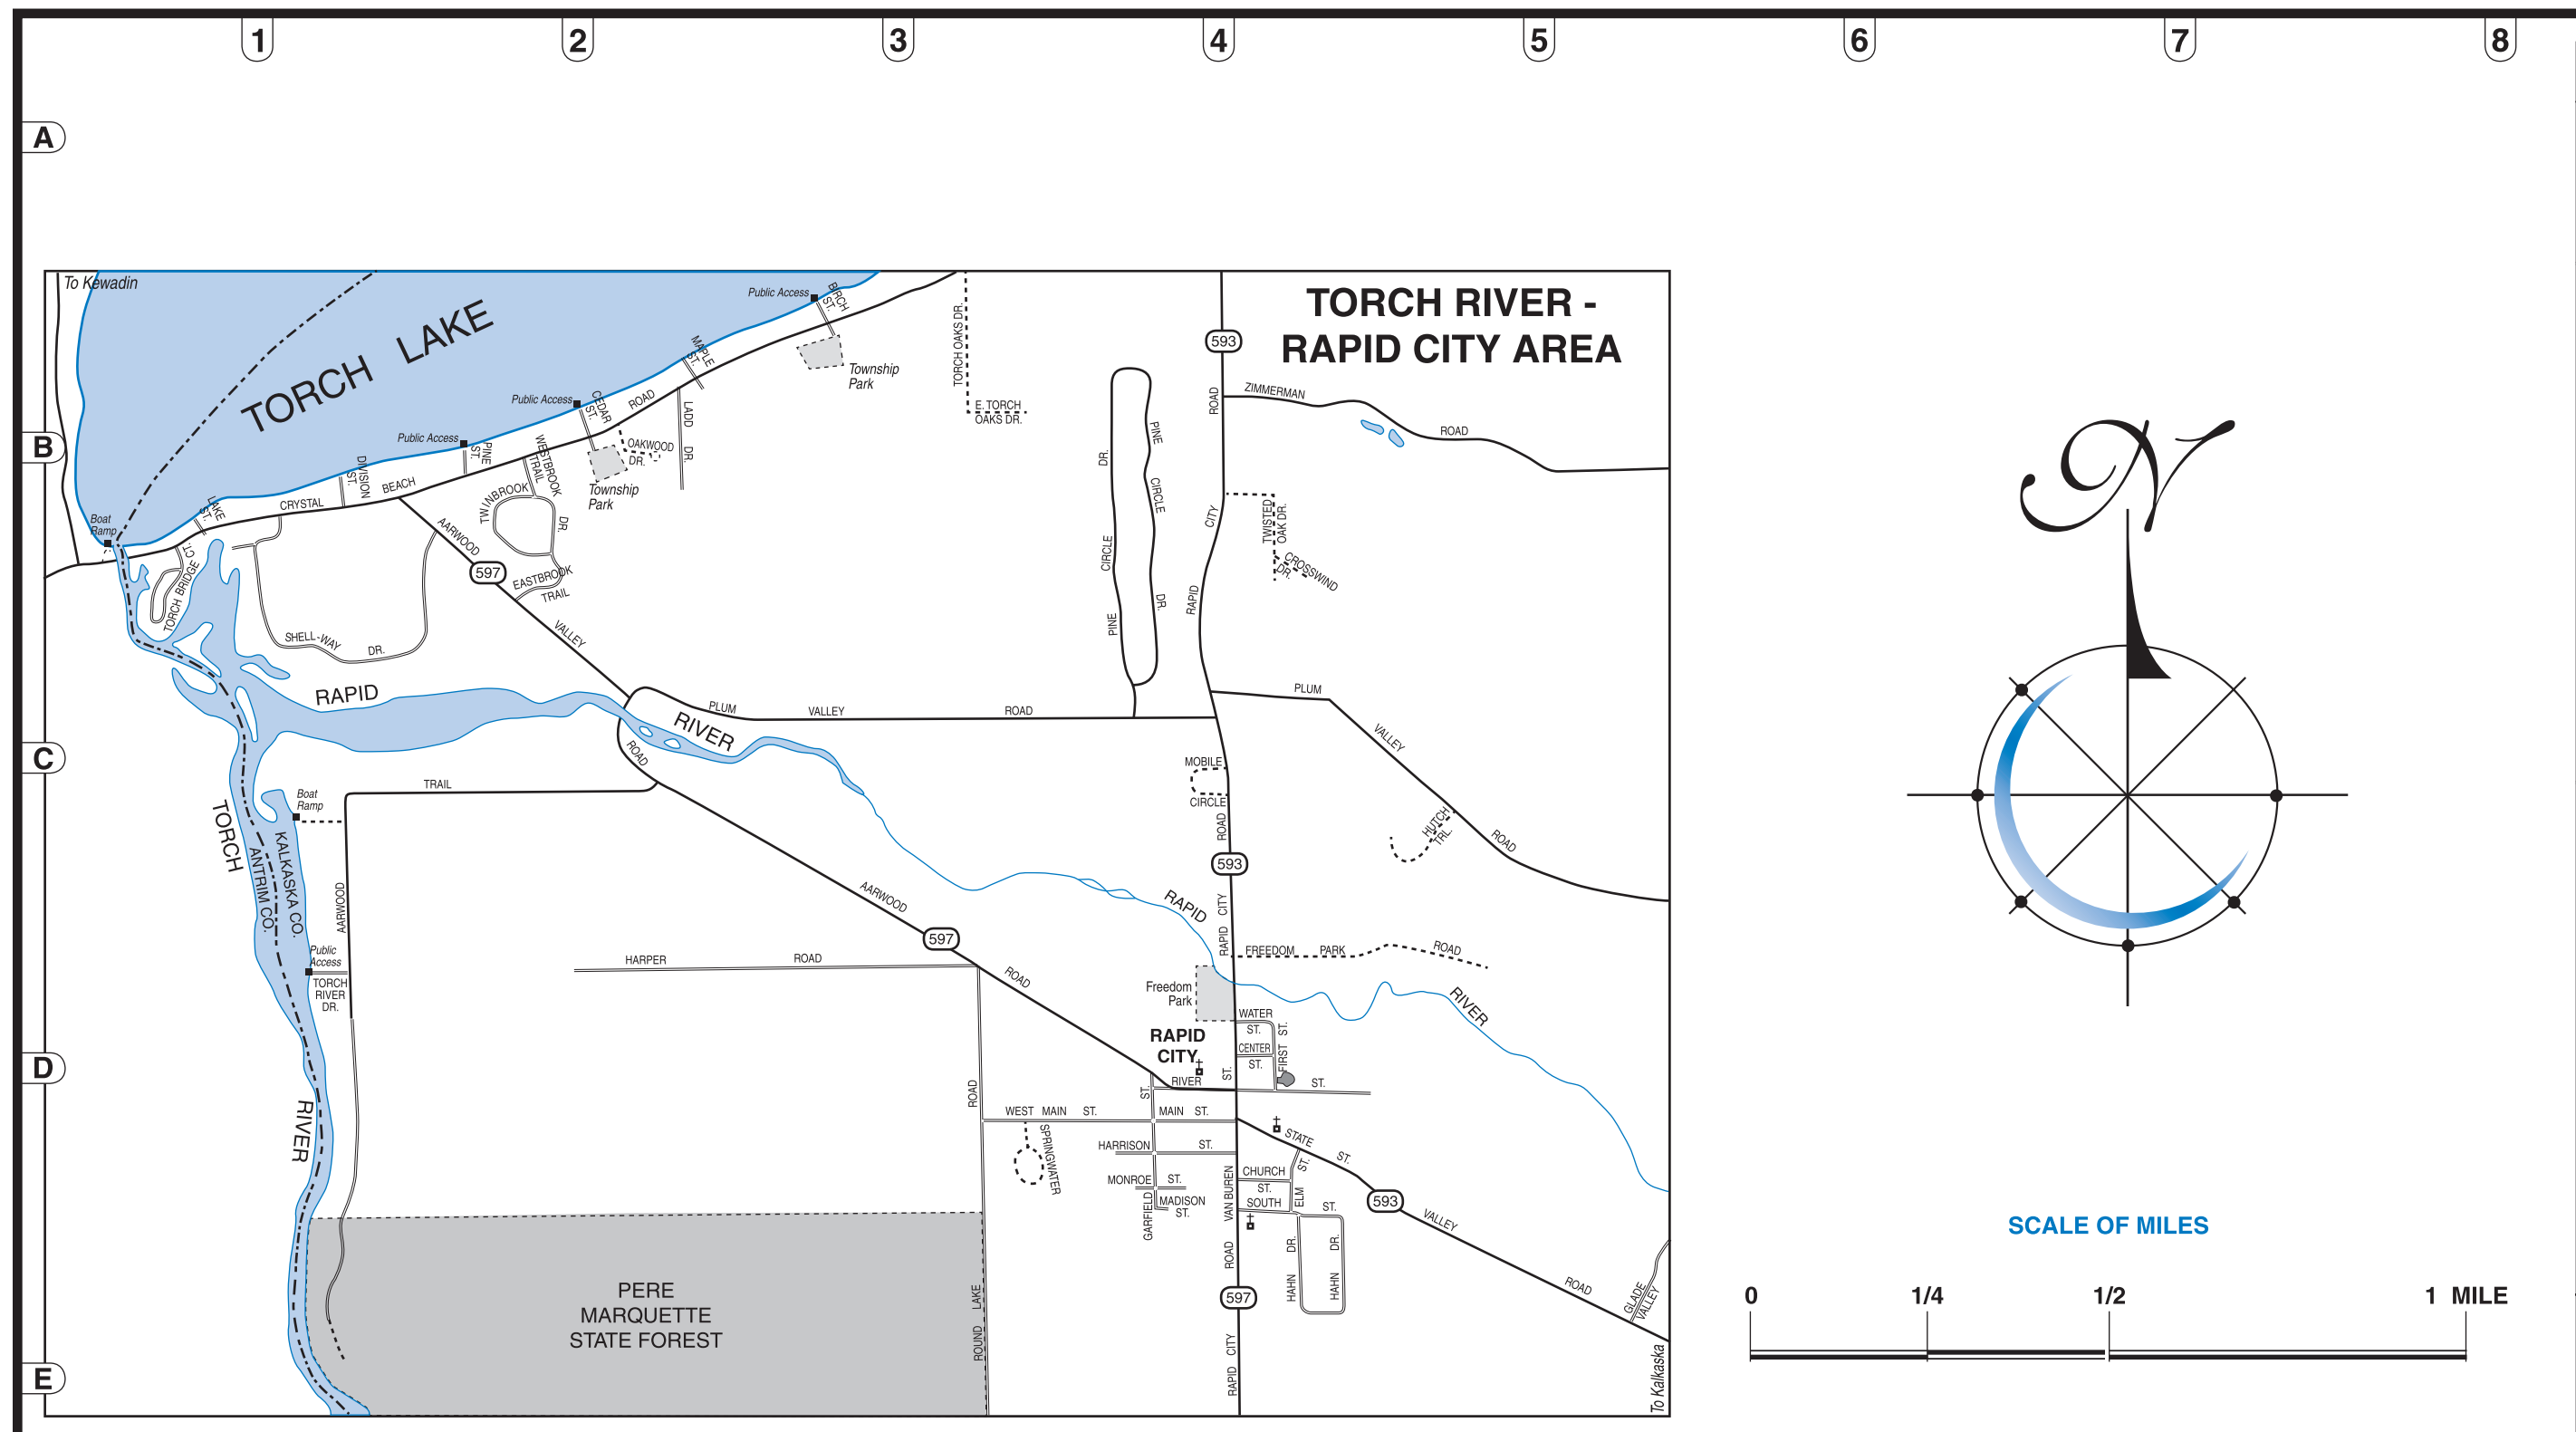 1
2
3
4
5
6
7
8
A
B
C
D
E
TORCH RIVER -
RAPID CITY AREA
To Kewadin
TORCH LAKE
Public Access
BIRCH
ST.
Township
Park
MAPLE
ST.
Public Access
CEDAR
ST.
ROAD
LADD DR.
OAKWOOD
DR.
Township
Park
Public Access
PINE
ST.
WESTBROOK
TRAIL
DIVISION
ST.
BEACH
CRYSTAL
LAKE
ST.
Boat
Ramp
TORCH BRIDGE CT.
TWINBROOK
DR.
EASTBROOK
TRAIL
AARWOOD
597
VALLEY
SHELL-WAY DR.
TORCH OAKS DR.
E. TORCH
OAKS DR.
593
ROAD
ZIMMERMAN
ROAD
PINE
CIRCLE
DR.
DR.
CIRCLE
PINE
CITY
RAPID
TWISTED
OAK DR.
CROSSWIND
DR.
RAPID
RIVER
PLUM VALLEY ROAD
PLUM
VALLEY
ROAD
ROAD
TRAIL
Boat
Ramp
MOBILE
CIRCLE
ROAD
593
HUTCH
TRL.
TORCH
KALKASKA CO.
ANTRIM CO.
AARWOOD
Public
Access
TORCH
RIVER
DR.
AARWOOD
597
ROAD
HARPER ROAD
RAPID
RAPID CITY
FREEDOM PARK ROAD
Freedom
Park
RIVER
WATER
ST.
CENTER
ST.
FIRST ST.
RAPID
CITY
RIVER
ST.
ST.
ST.
ROAD
WEST MAIN ST.
MAIN ST.
SPRINGWATER
HARRISON ST.
MONROE ST.
MADISON
ST.
GARFIELD
VAN BUREN
STATE
ST.
CHURCH
ST.
SOUTH
ST.
ELM
ST.
593
VALLEY
ROAD
HAHN DR.
HAHN DR.
GLADE
VALLEY
RIVER
PERE
MARQUETTE
STATE FOREST
ROUND LAKE
ROAD
597
RAPID CITY
To Kalkaska
N
SCALE OF MILES
0 1/4 1/2 1 MILE